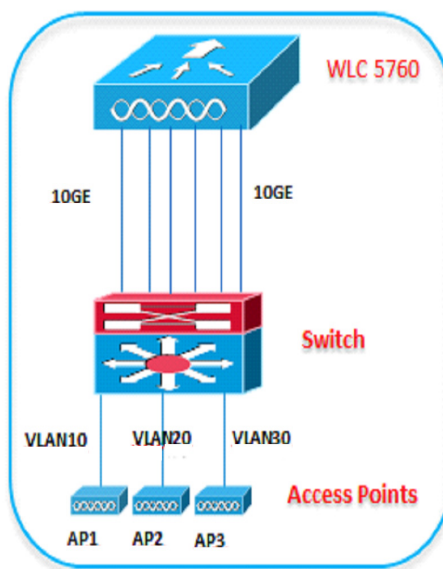 WLC 5760
10GE
10GE
Switch
VLAN10
VLAN20
VLAN30
Access Points
AP1
AP2
AP3